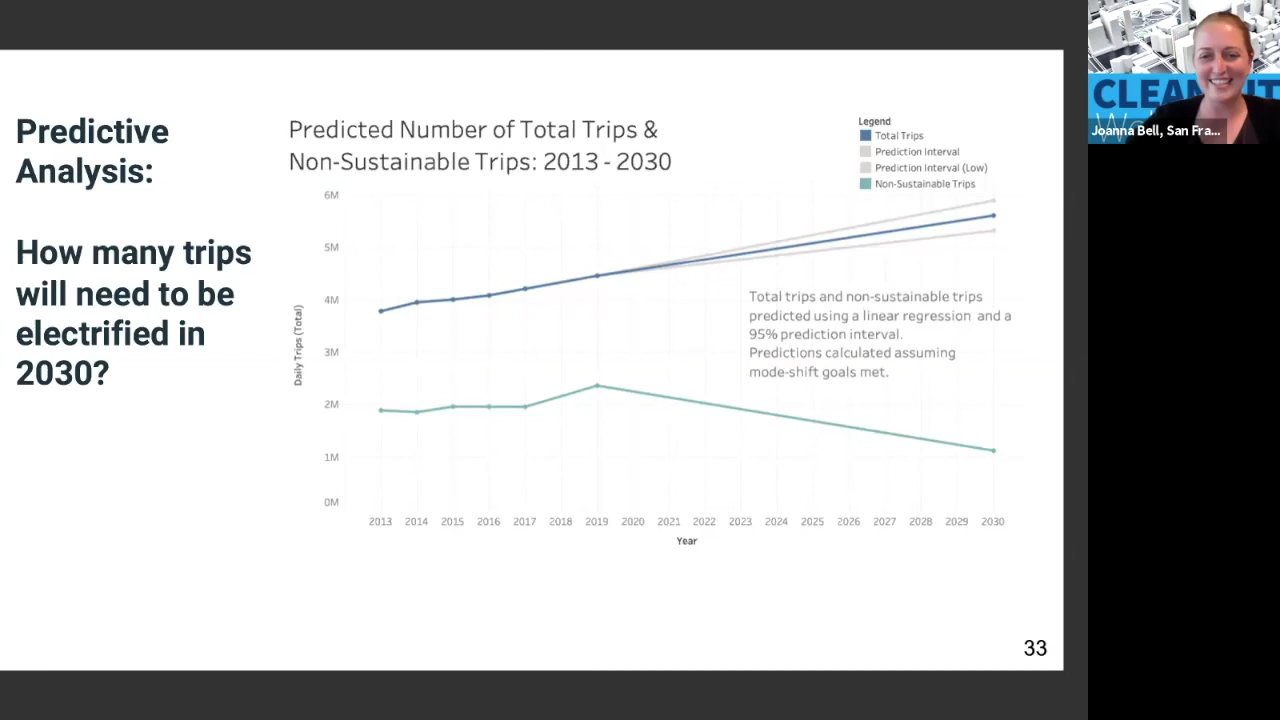 Predictive
Analysis:
How many trips
will need to be
electrified in
2030?
Predicted Number of Total Trips &
Non-Sustainable Trips: 2013 - 2030
Legend
Total Trips
Prediction Interval
Prediction Interval (Low)
Non-Sustainable Trips
6M
5M
4M
3M
2M
1M
0M
Daily Trips (Total)
Total trips and non-sustainable trips
predicted using a linear regression and a
95% prediction interval.
Predictions calculated assuming
mode-shift goals met.
2013 2014 2015 2016 2017 2018 2019 2020 2021 2022 2023 2024 2025 2026 2027 2028 2029 2030
Year
33
Joanna Bell, San Fra...